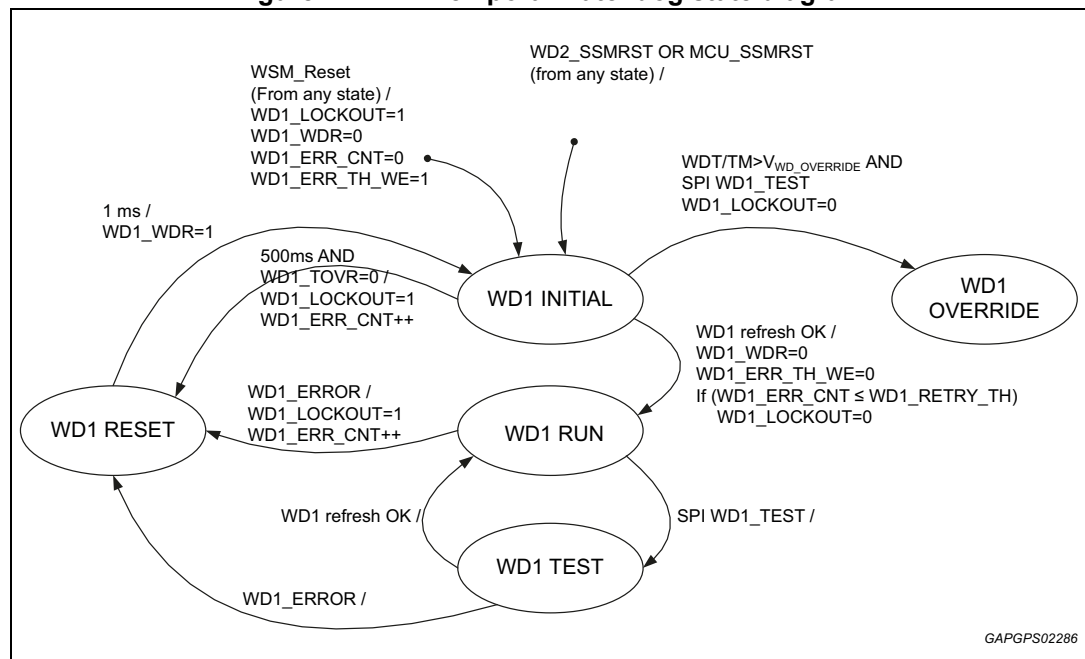 WD2_SSMRST OR MCU_SSMRST
(from any state) /
WSM_Reset
(From any state) /
WD1_LOCKOUT=1
WD1_WDR=0
WD1_ERR_CNT=0
WD1_ERR_TH_WE=1
WDT/TM>VWD_OVERRIDE AND
SPI WD1_TEST
WD1_LOCKOUT=0
1 ms /
WD1_WDR=1
500ms AND
WD1_TOVR=0 /
WD1_LOCKOUT=1
WD1_ERR_CNT++
WD1 INITIAL
WD1
OVERRIDE
WD1 refresh OK /
WD1_WDR=0
WD1_ERR_TH_WE=0
If (WD1_ERR_CNT ≤ WD1_RETRY_TH)
WD1_LOCKOUT=0
WD1_ERROR /
WD1_LOCKOUT=1
WD1_ERR_CNT++
WD1 RESET
WD1 RUN
WD1 refresh OK /
SPI WD1_TEST /
WD1 TEST
WD1_ERROR /
GAPGPS02286